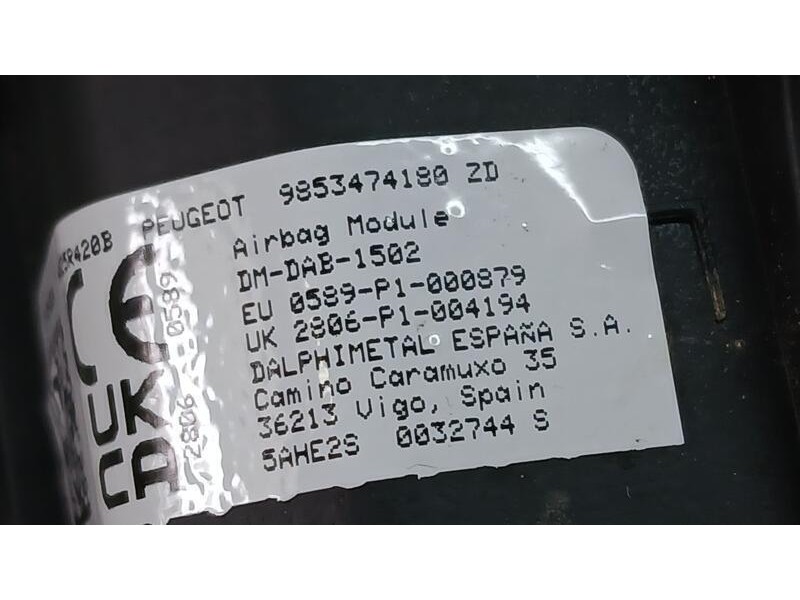 PEUGEOT 9853474180 ZD
Airbag Module
DM-DAB-1502
EU 0589-P1-000879
UK 2806-P1-004194
DALPHIMETAL ESPAÑA S.A.
Camino Caramuxo 35
36213 Vigo, Spain
5AHE2S 0032744 S
CE 0589
UK
CA 2806